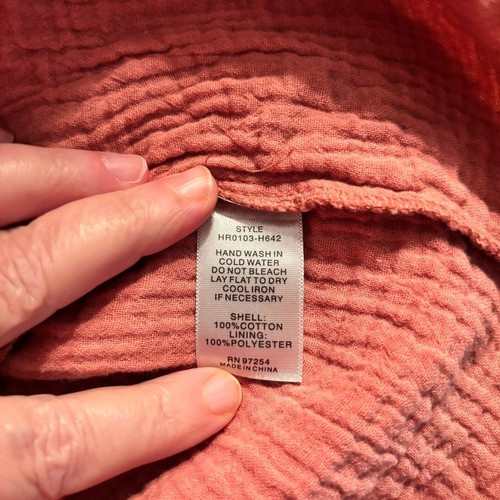 STYLE
HR0103-H642
HAND WASH IN
COLD WATER
DO NOT BLEACH
LAY FLAT TO DRY
COOL IRON
IF NECESSARY
SHELL:
100%COTTON
LINING:
100%POLYESTER
RN 97254
MADE IN CHINA